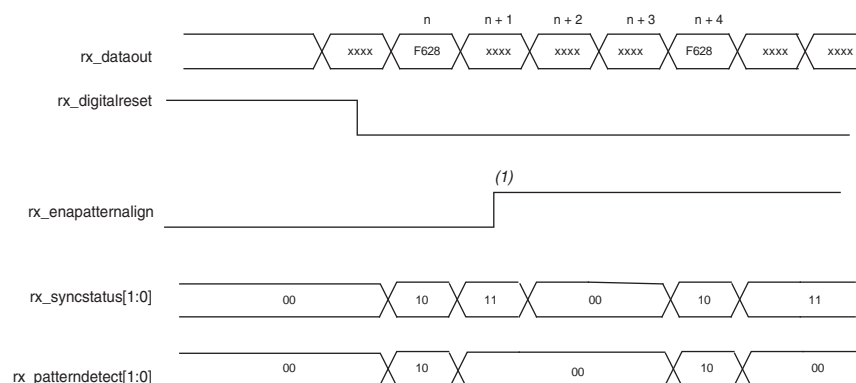 n n + 1 n + 2 n + 3 n + 4
rx_dataout xxxx F628 xxxx xxxx xxxx F628 xxxx xxxx
rx_digitalreset
(1)
rx_enapatternalign
rx_syncstatus[1:0] 00 10 11 00 10 11
rx_patterndetect[1:0] 00 10 00 10 00